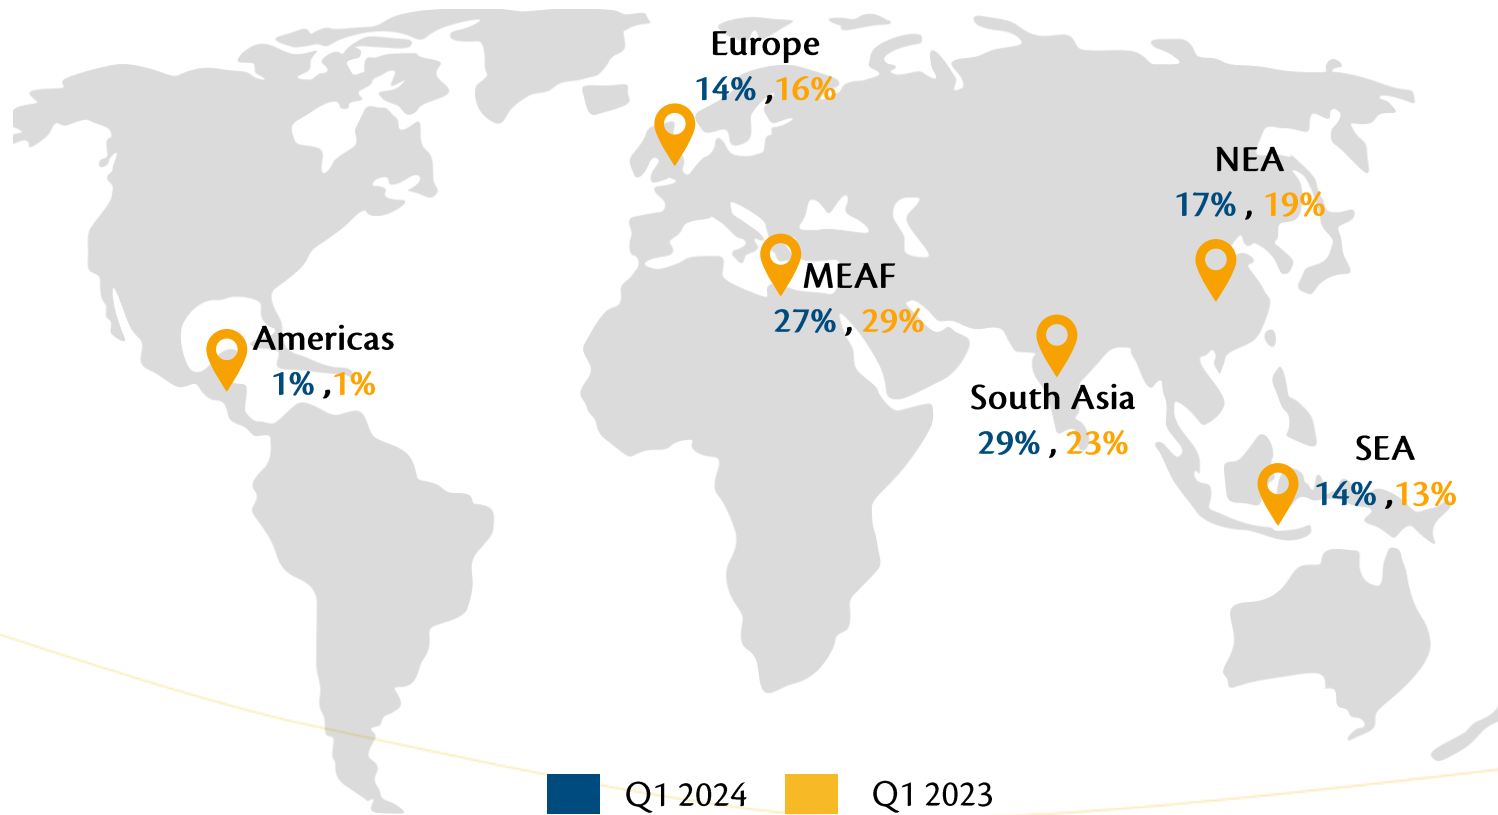 Europe
14% ,16%
NEA
17% , 19%
MEAF
27% , 29%
Americas
1% ,1%
South Asia
29% , 23%
SEA
14% ,13%
Q1 2024 Q1 2023